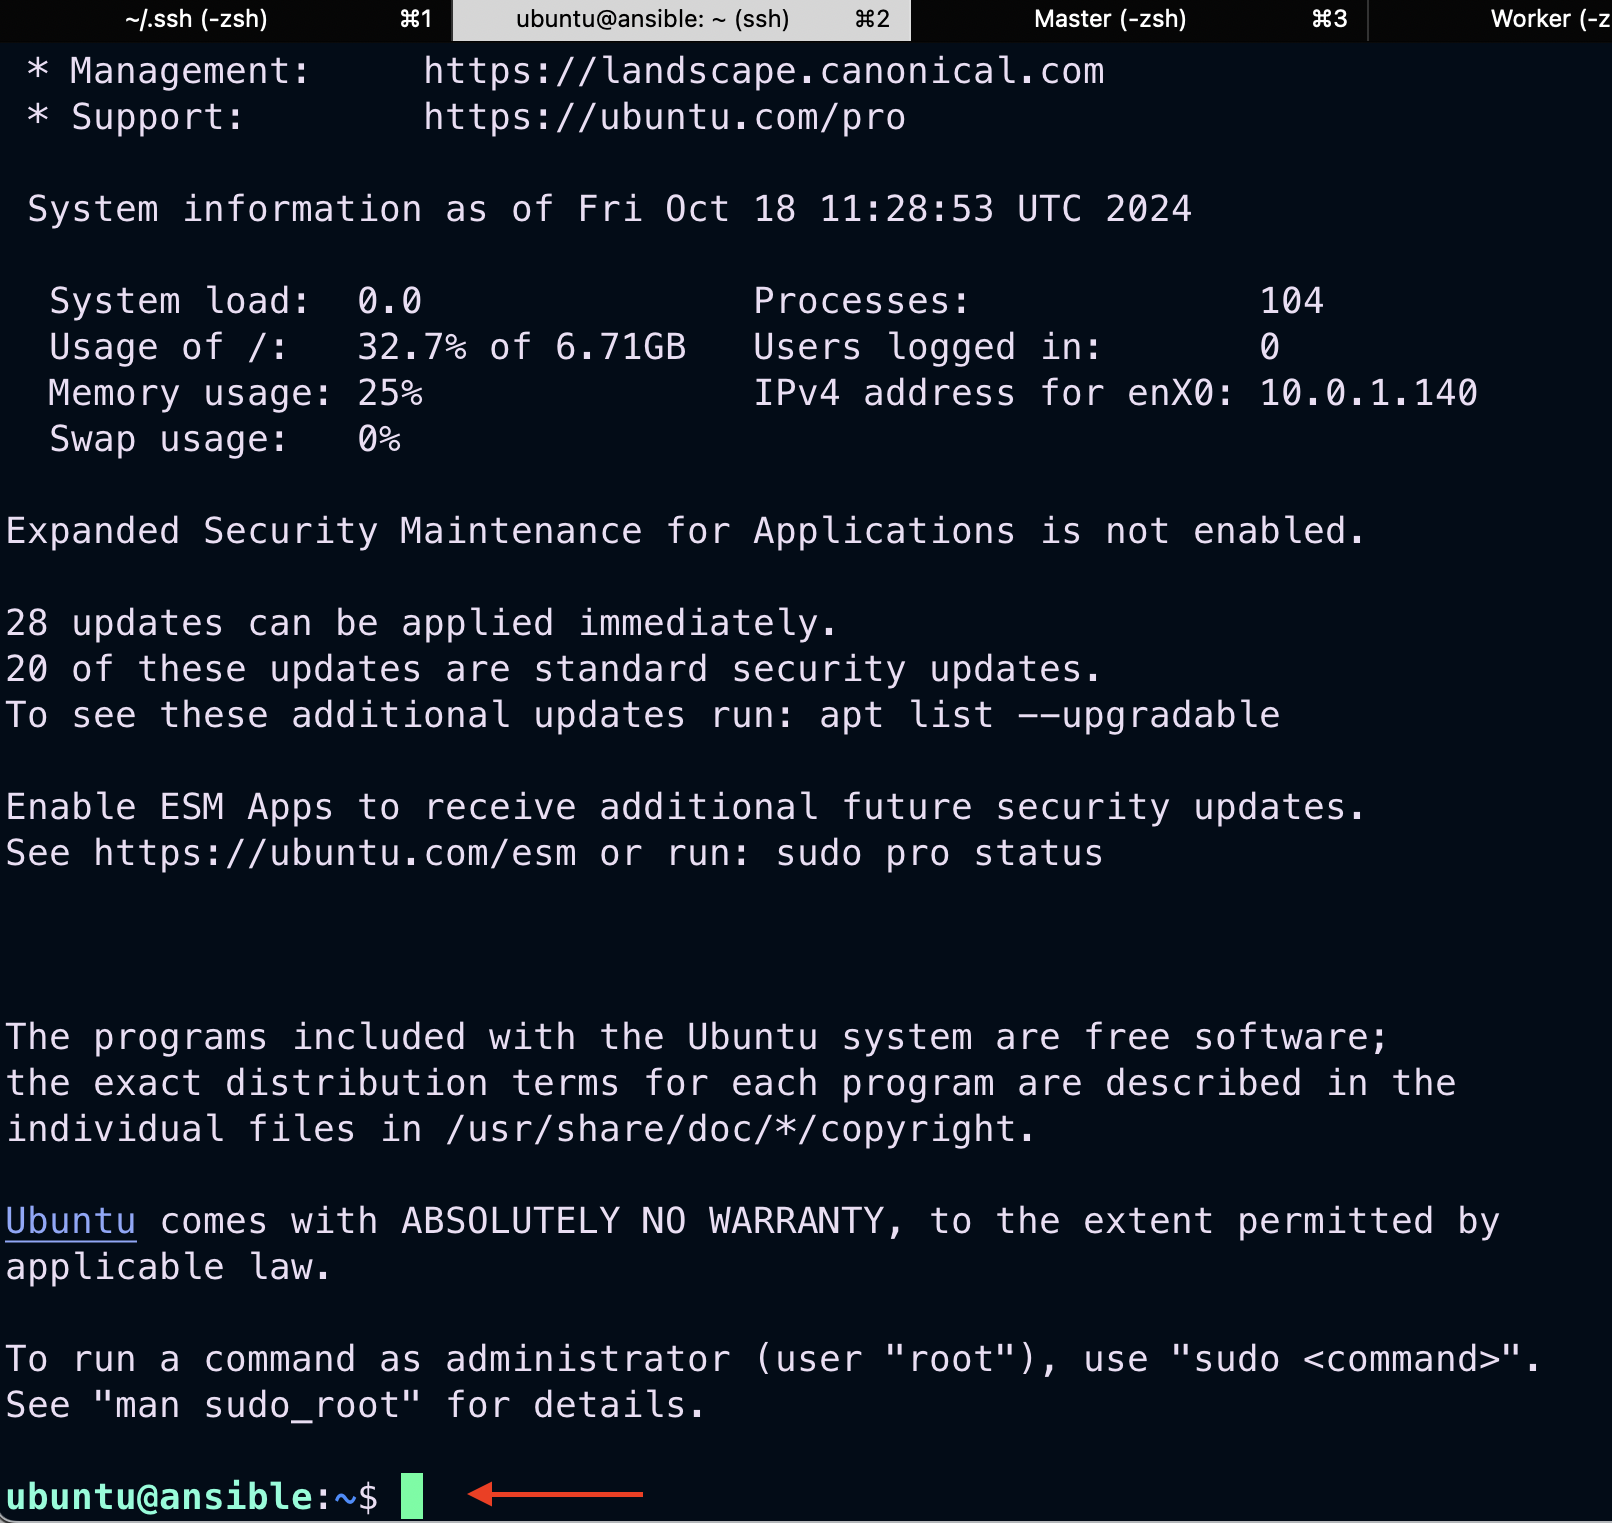 ~/.ssh (-zsh) ⌘1 ubuntu@ansible: ~ (ssh) ⌘2 Master (-zsh) ⌘3 Worker (-z
* Management: https://landscape.canonical.com
* Support: https://ubuntu.com/pro
System information as of Fri Oct 18 11:28:53 UTC 2024
System load: 0.0 Processes: 104
Usage of /: 32.7% of 6.71GB Users logged in: 0
Memory usage: 25% IPv4 address for enX0: 10.0.1.140
Swap usage: 0%
Expanded Security Maintenance for Applications is not enabled.
28 updates can be applied immediately.
20 of these updates are standard security updates.
To see these additional updates run: apt list --upgradable
Enable ESM Apps to receive additional future security updates.
See https://ubuntu.com/esm or run: sudo pro status
The programs included with the Ubuntu system are free software;
the exact distribution terms for each program are described in the
individual files in /usr/share/doc/*/copyright.
Ubuntu comes with ABSOLUTELY NO WARRANTY, to the extent permitted by
applicable law.
To run a command as administrator (user "root"), use "sudo <command>".
See "man sudo_root" for details.
ubuntu@ansible:~$